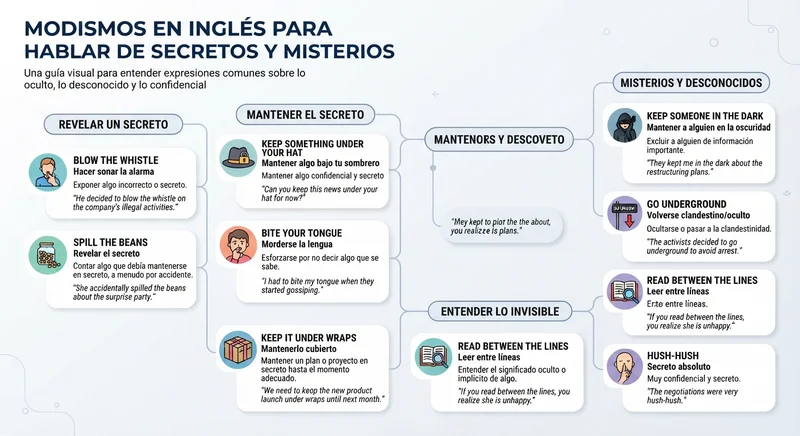 MODISMOS EN INGLÉS PARA
HABLAR DE SECRETOS Y MISTERIOS
Una guía visual para entender expresiones comunes sobre lo
oculto, lo desconocido y lo confidencial
REVELAR UN SECRETO
BLOW THE WHISTLE
Hacer sonar la alarma
Exponer algo incorrecto o secreto.
"He decided to blow the whistle on
the company's illegal activities."
SPILL THE BEANS
Revelar el secreto
Contar algo que debía mantenerse
en secreto, a menudo por accidente.
"She accidentally spilled the beans
about the surprise party."
MANTENER EL SECRETO
KEEP SOMETHING UNDER
YOUR HAT
Mantener algo bajo tu sombrero
Mantener algo confidencial y secreto
"Can you keep this news under your
hat for now?"
BITE YOUR TONGUE
Morderse la lengua
Esforzarse por no decir algo que se
sabe.
"I had to bite my tongue when they
started gossiping."
KEEP IT UNDER WRAPS
Mantenerlo cubierto
Mantener un plan o proyecto en
secreto hasta el momento
adecuado.
"We need to keep the new product
launch under wraps until next month."
MANTENORS Y DESCOVETO
"Mey kept to piot the the about,
you realize is plans."
ENTENDER LO INVISIBLE
READ BETWEEN THE LINES
Leer entre líneas
Entender el significado oculto o
implícito de algo.
"If you read between the lines, you
realize she is unhappy."
MISTERIOS Y DESCONOCIDOS
KEEP SOMEONE IN THE DARK
Mantener a alguien en la oscuridad
Excluir a alguien de información
importante.
"They kept me in the dark about the
restructuring plans."
GO UNDERGROUND
Volverse clandestino/oculto
Ocultarse o pasar a la clandestinidad.
"The activists decided to go
underground to avoid arrest."
READ BETWEEN THE LINES
Leer entre líneas
Erte entre líneas.
"If you read between the lines,
you realize she is unhappy."
HUSH-HUSH
Secreto absoluto
Muy confidencial y secreto.
"The negotiations were very
hush-hush."